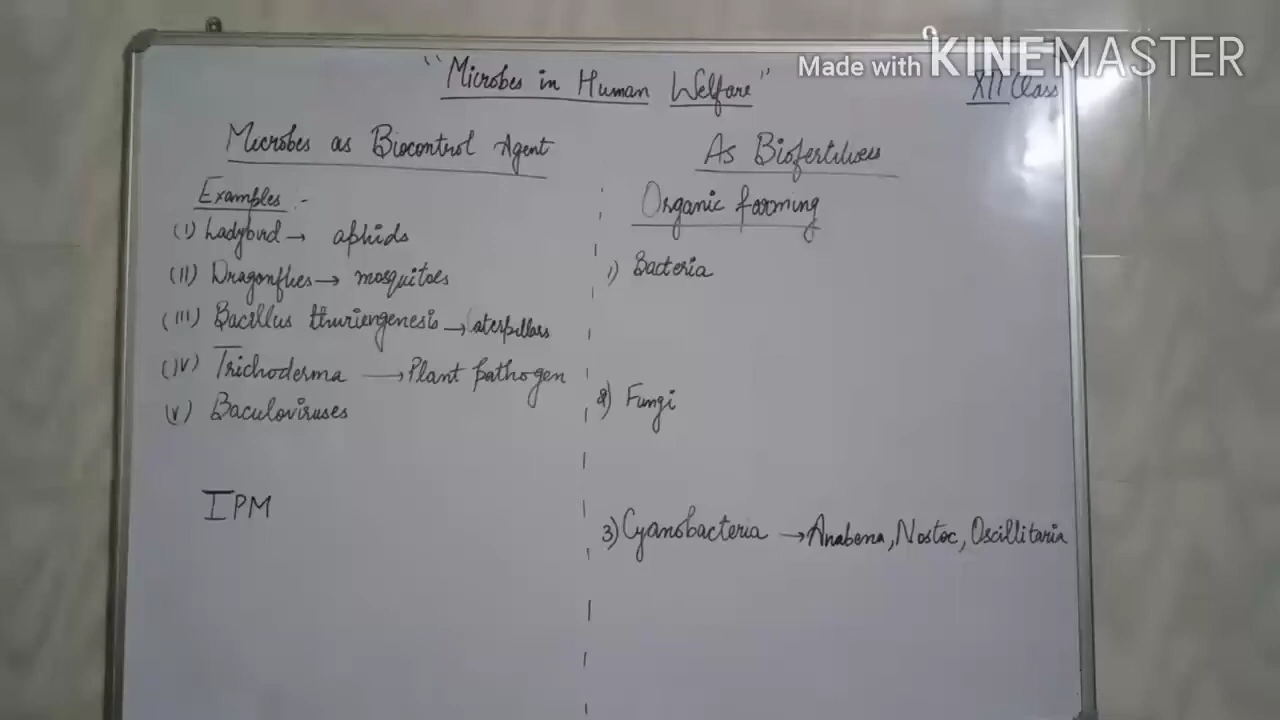 Made with KINEMASTER
"Microbes in Human Welfare"
XII Class
Microbes as Biocontrol Agent
Examples :-
(I) Ladybird → aphids
(II) Dragonflies → mosquitoes
(III) Bacillus thuriengenesis → Caterpillars
(IV) Trichoderma → Plant pathogen
(V) Baculoviruses
IPM
As Biofertilisers
Organic farming
1) Bacteria
2) Fungi
3) Cyanobacteria → Anabena, Nostoc, Oscillitaria